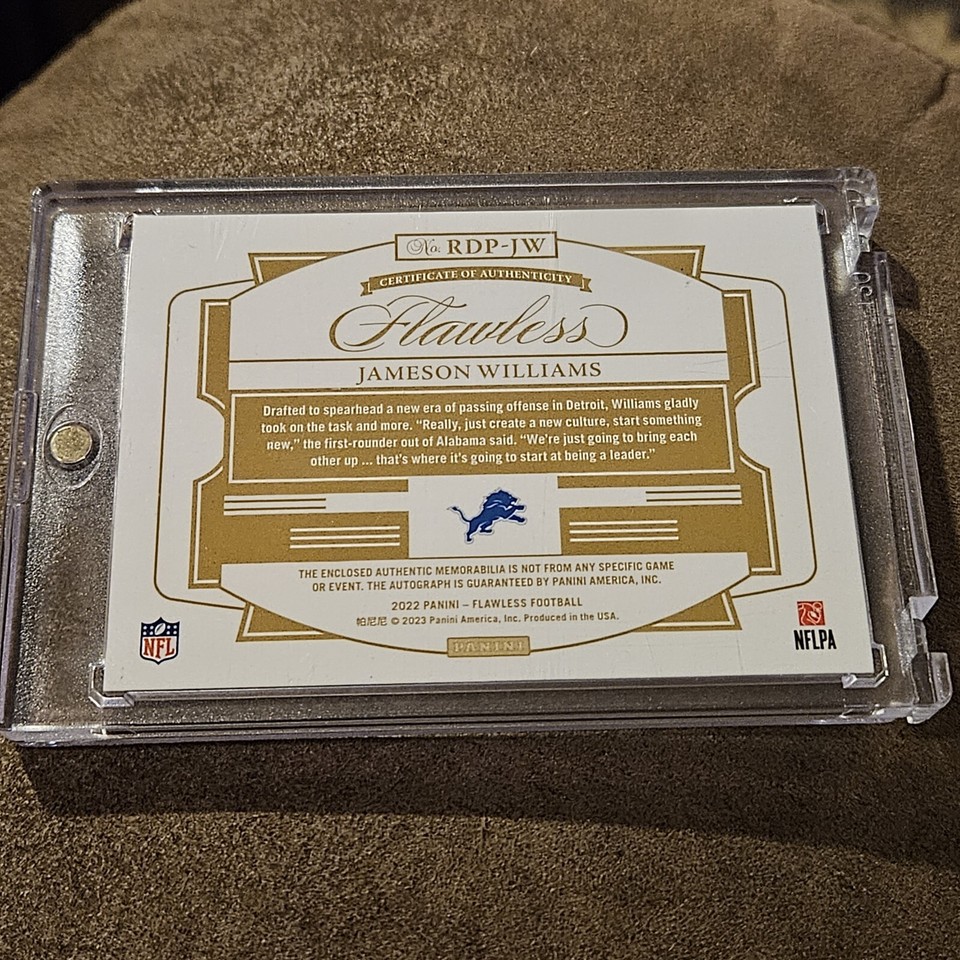 No. RDP-JW
CERTIFICATE OF AUTHENTICITY
Flawless
JAMESON WILLIAMS
Drafted to spearhead a new era of passing offense in Detroit, Williams gladly
took on the task and more. “Really, just create a new culture, start something
new,” the first-rounder out of Alabama said. “We’re just going to bring each
other up ... that’s where it’s going to start at being a leader.”
THE ENCLOSED AUTHENTIC MEMORABILIA IS NOT FROM ANY SPECIFIC GAME
OR EVENT. THE AUTOGRAPH IS GUARANTEED BY PANINI AMERICA, INC.
2022 PANINI – FLAWLESS FOOTBALL
帕尼尼 © 2023 Panini America, Inc. Produced in the USA.
PANINI
NFL
NFLPA